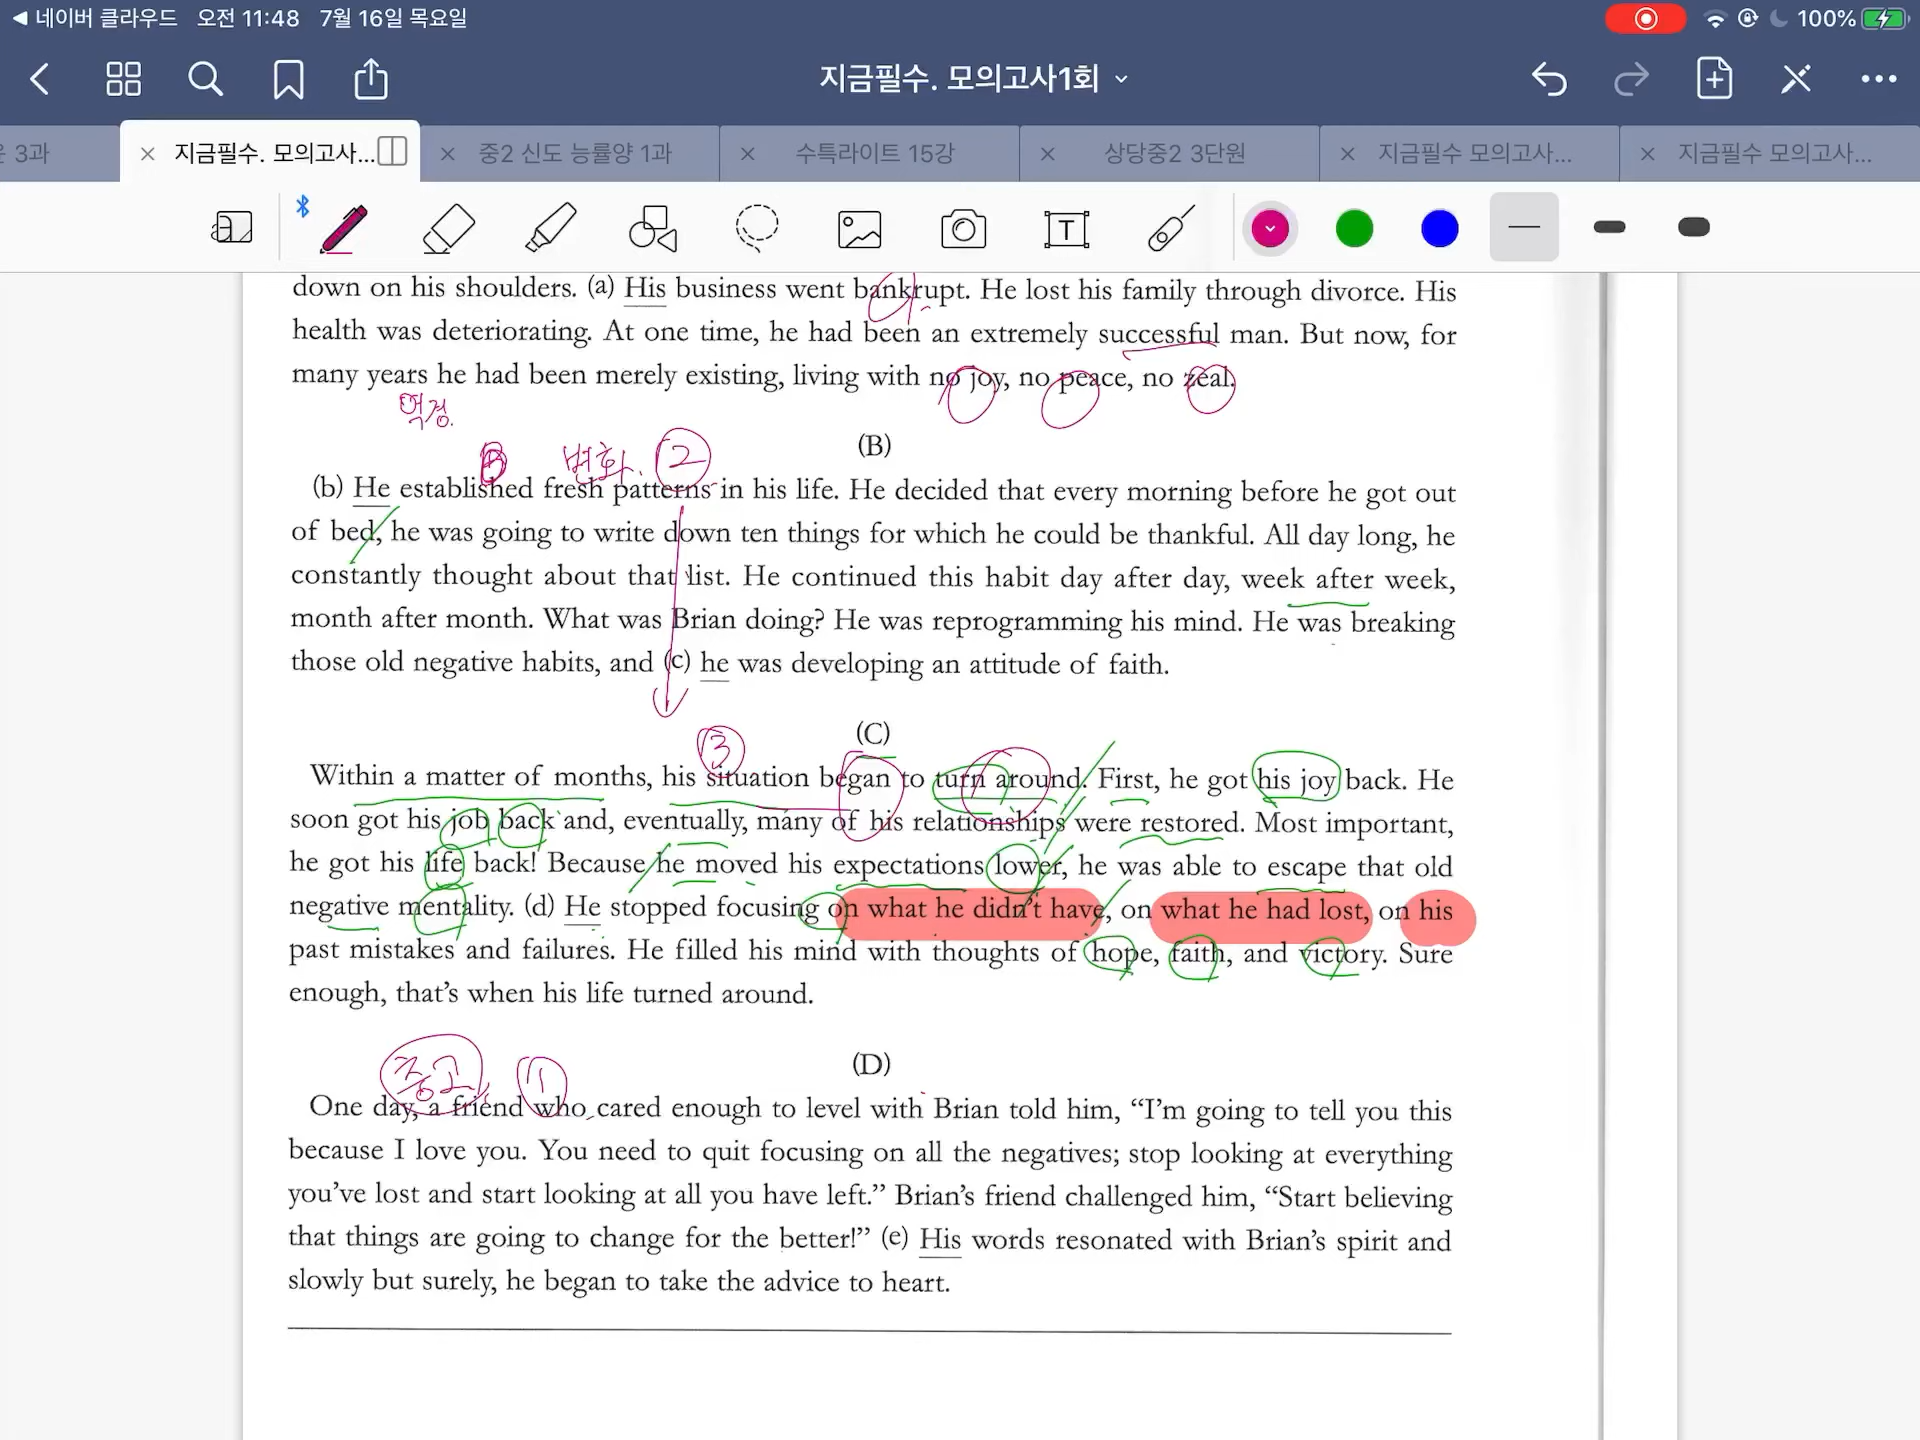 ◀ 네이버 클라우드 오전 11:48 7월 16일 목요일 100%
지금필수. 모의고사1회
3과 지금필수. 모의고사... 중2 신도 능률양 1과 수특라이트 15강 상당중2 3단원 지금필수 모의고사... 지금필수 모의고사...
down on his shoulders. (a) His business went bankrupt. He lost his family through divorce. His
health was deteriorating. At one time, he had been an extremely successful man. But now, for
many years he had been merely existing, living with no joy, no peace, no zeal.
역경.
(B)
변화. 2
(b) He established fresh patterns in his life. He decided that every morning before he got out
of bed, he was going to write down ten things for which he could be thankful. All day long, he
constantly thought about that list. He continued this habit day after day, week after week,
month after month. What was Brian doing? He was reprogramming his mind. He was breaking
those old negative habits, and (c) he was developing an attitude of faith.
3 (C)
Within a matter of months, his situation began to turn around. First, he got his joy back. He
soon got his job back and, eventually, many of his relationships were restored. Most important,
he got his life back! Because he moved his expectations lower, he was able to escape that old
negative mentality. (d) He stopped focusing on what he didn't have, on what he had lost, on his
past mistakes and failures. He filled his mind with thoughts of hope, faith, and victory. Sure
enough, that's when his life turned around.
충고 1 (D)
One day, a friend who cared enough to level with Brian told him, “I'm going to tell you this
because I love you. You need to quit focusing on all the negatives; stop looking at everything
you've lost and start looking at all you have left.” Brian's friend challenged him, “Start believing
that things are going to change for the better!” (e) His words resonated with Brian's spirit and
slowly but surely, he began to take the advice to heart.